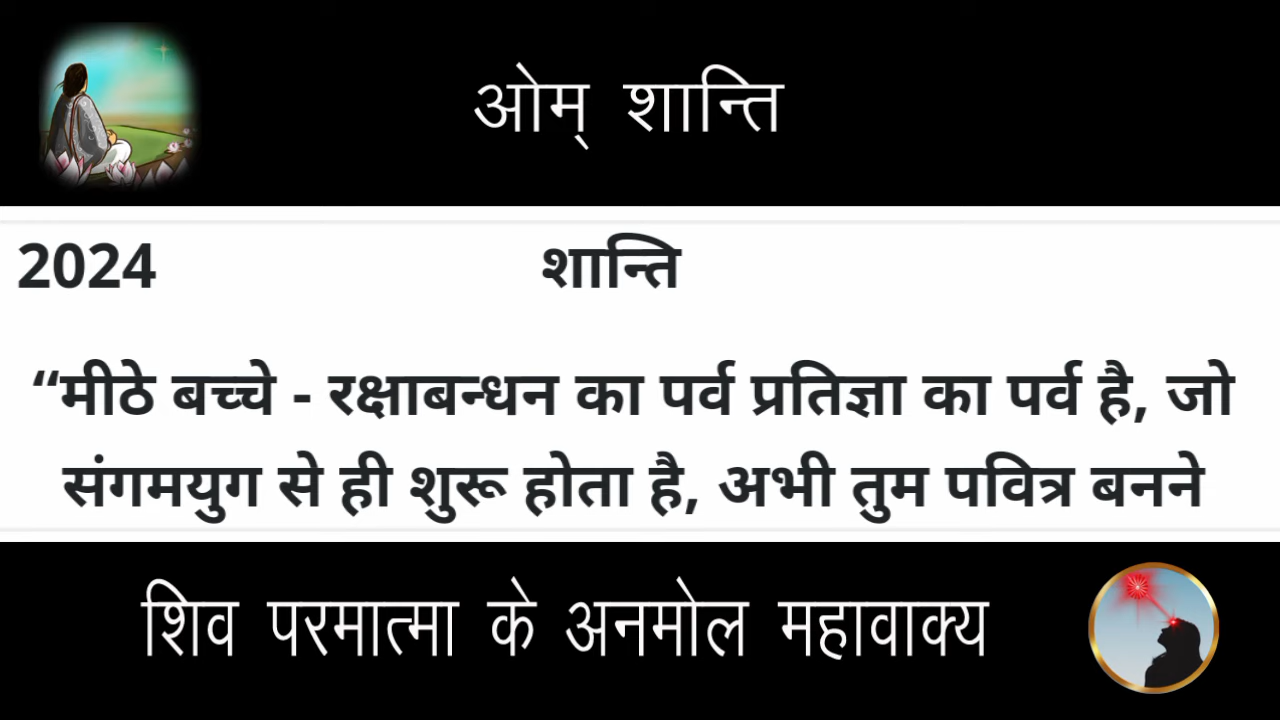 ओम् शान्ति
2024 शान्ति
“मीठे बच्चे - रक्षाबन्धन का पर्व प्रतिज्ञा का पर्व है, जो
संगमयुग से ही शुरू होता है, अभी तुम पवित्र बनने
शिव परमात्मा के अनमोल महावाक्य